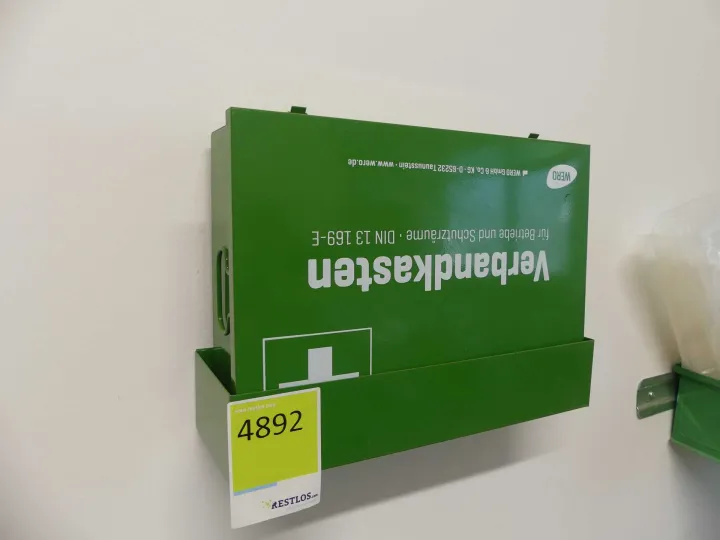 Verbandkasten
für Betriebe und Schutzräume · DIN 13 169-E
WERO GmbH & Co. KG · D-65232 Taunusstein · www.wero.de
WERO
4892
RESTLOS.com